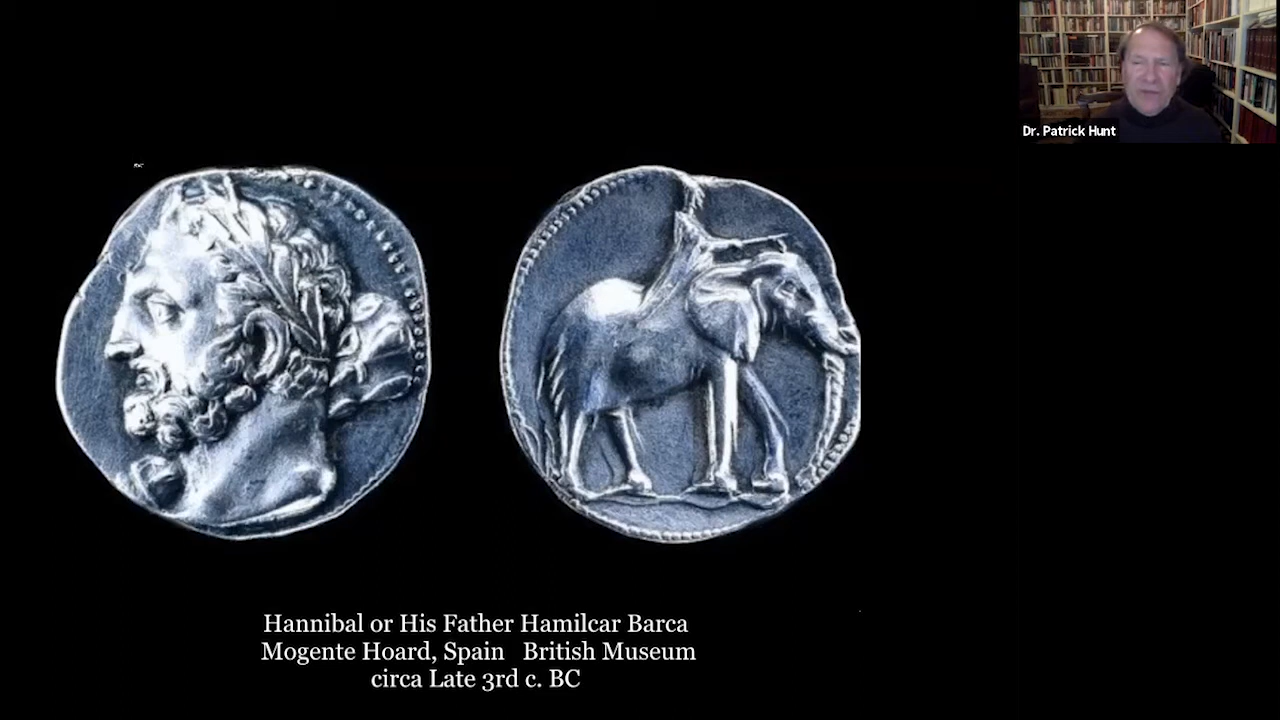 Dr. Patrick Hunt
Hannibal or His Father Hamilcar Barca
Mogente Hoard, Spain British Museum
circa Late 3rd c. BC